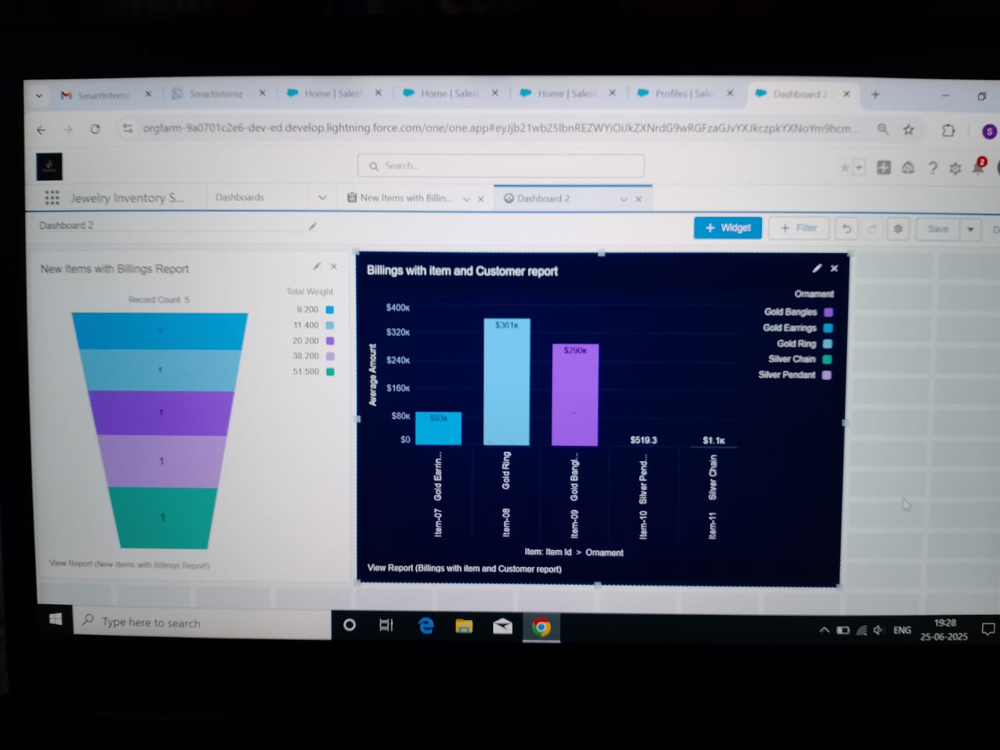 SmartInternz
Smartinternz
Home | Salesf
Home | Salesf
Home | Salesf
Profiles | Sale
Dashboard 2
orgfarm-9a0701c2e6-dev-ed.develop.lightning.force.com/one/one.app#
Search...
2
S
Jewelry Inventory S...
Dashboards
New Items with Billin...
Dashboard 2
Dashboard 2
+ Widget
+ Filter
Save
D
New Items with Billings Report
Record Count: 5
Total Weight
9.200
11.400
20.200
38.200
51.500
1
1
1
1
1
View Report (New Items with Billings Report)
Billings with item and Customer report
Average Amount
$400K
$320K
$240K
$160K
$80K
$0
$93K
$361K
$290K
$519.3
$1.1K
Item-07 Gold Earrin...
Item-08 Gold Ring
Item-09 Gold Bangl...
Item-10 Silver Pend...
Item-11 Silver Chain
Item: Item Id > Ornament
Ornament
Gold Bangles
Gold Earrings
Gold Ring
Silver Chain
Silver Pendant
View Report (Billings with item and Customer report)
Type here to search
ENG
19:28
25-06-2025